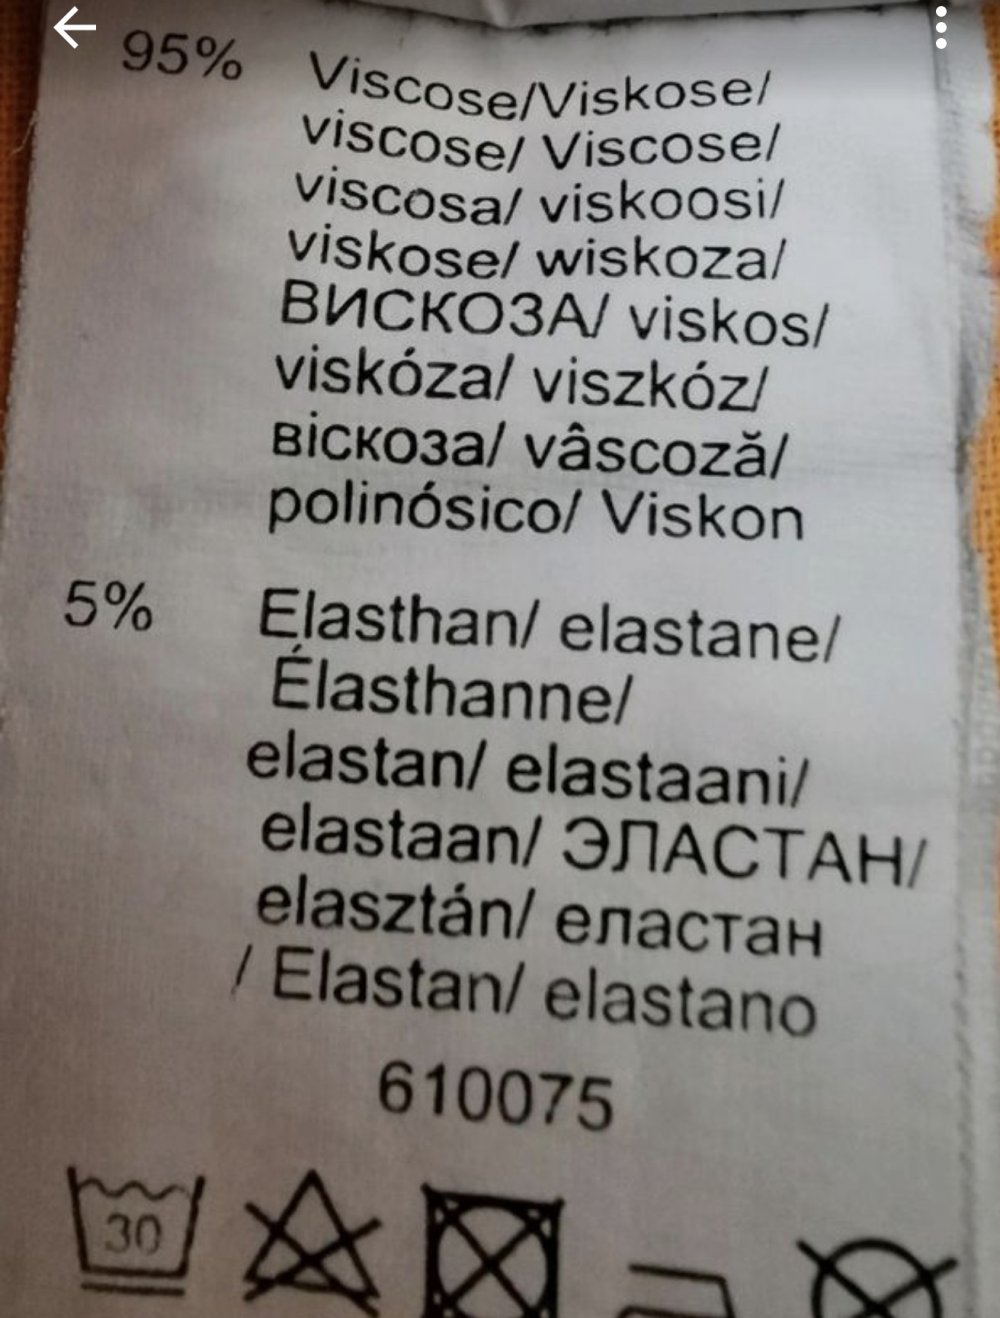 95% Viscose/Viskose/
viscose/ Viscose/
viscosa/ viskoosi/
viskose/ wiskoza/
ВИСКОЗА/ viskos/
viskóza/ viszkóz/
віскоза/ vâscoză/
polinósico/ Viskon
5% Elasthan/ elastane/
Élasthanne/
elastan/ elastaani/
elastaan/ ЭЛАСТАН/
elasztán/ еластан
/ Elastan/ elastano
610075
30